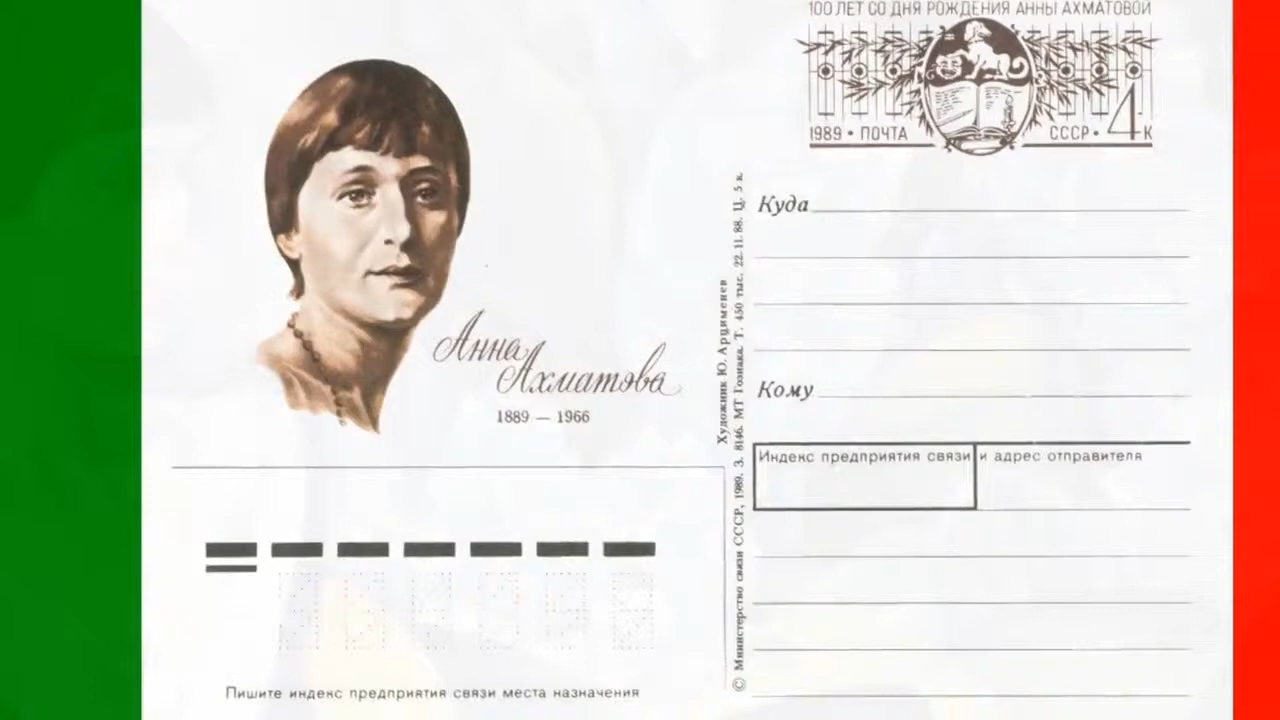 100 ЛЕТ СО ДНЯ РОЖДЕНИЯ АННЫ АХМАТОВОЙ
1989 • ПОЧТА СССР • 4 К
Анна
Ахматова
1889 — 1966
Куда
Кому
Индекс предприятия связи и адрес отправителя
Художник Ю. Арцименев
© Министерство связи СССР, 1989. З. 8146. МТ Гознака. Т. 450 тыс. 22.11.88. Ц. 5 к.
Пишите индекс предприятия связи места назначения